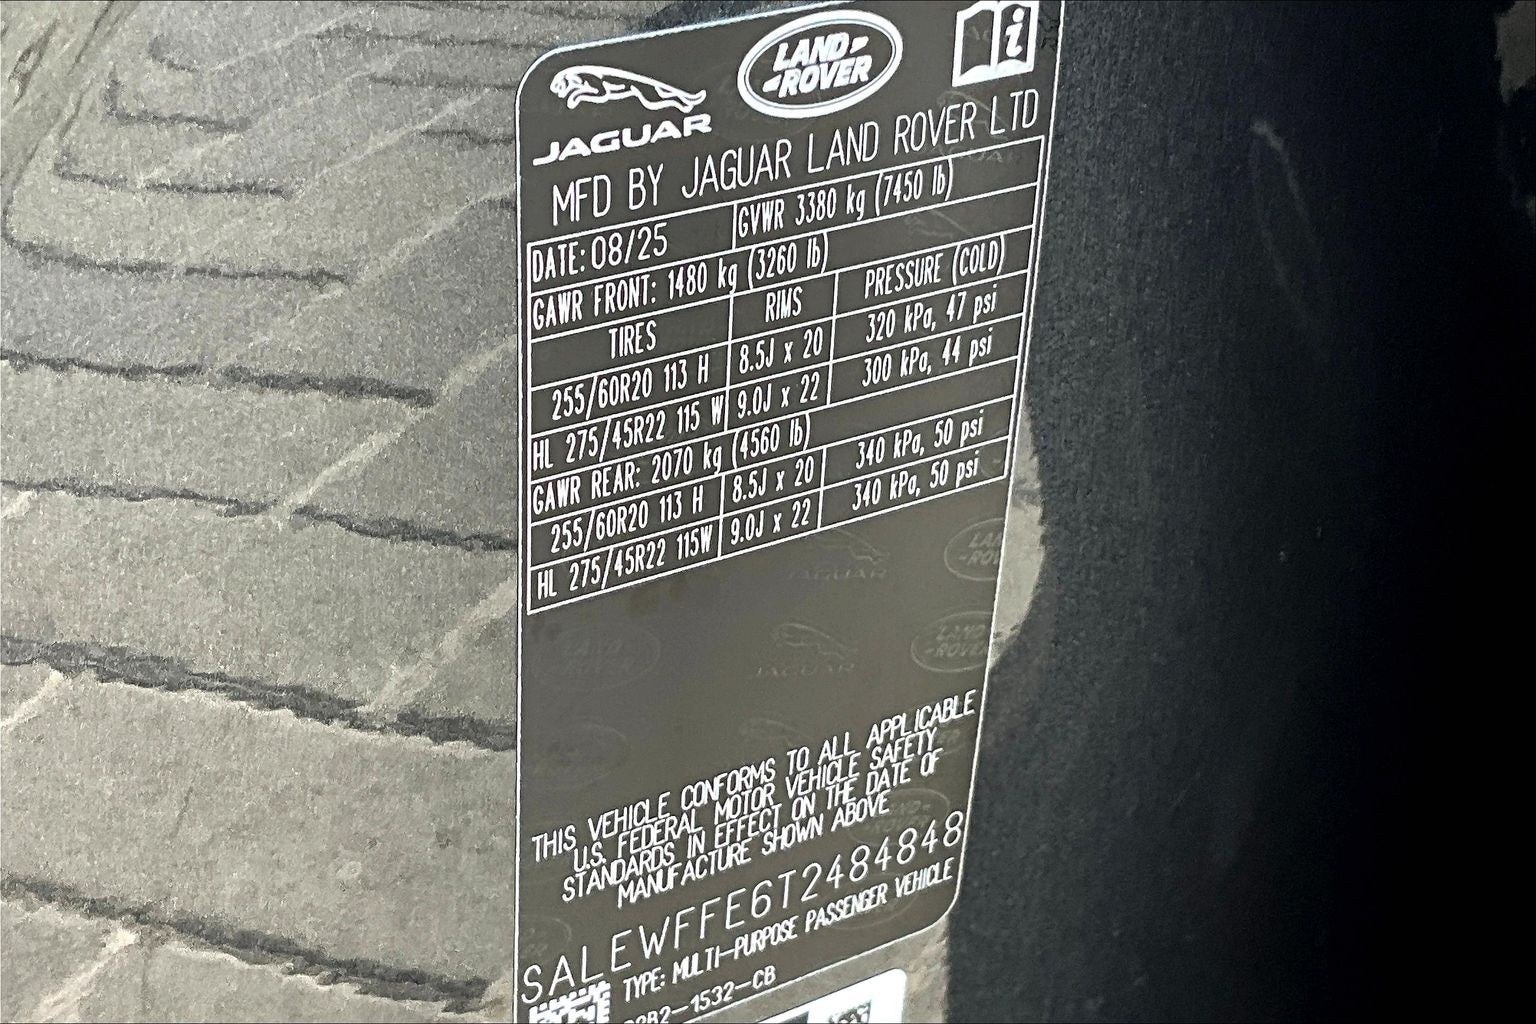 JAGUAR
LAND ROVER
i
MFD BY JAGUAR LAND ROVER LTD
DATE: 08/25 GVWR 3380 kg (7450 lb)
GAWR FRONT: 1480 kg (3260 lb)
TIRES RIMS PRESSURE (COLD)
255/60R20 113 H 8.5J x 20 320 kPa, 47 psi
HL 275/45R22 115 W 9.0J x 22 300 kPa, 44 psi
GAWR REAR: 2070 kg (4560 lb)
255/60R20 113 H 8.5J x 20 340 kPa, 50 psi
HL 275/45R22 115W 9.0J x 22 340 kPa, 50 psi
THIS VEHICLE CONFORMS TO ALL APPLICABLE
U.S. FEDERAL MOTOR VEHICLE SAFETY
STANDARDS IN EFFECT ON THE DATE OF
MANUFACTURE SHOWN ABOVE
SALEWFFE6T2484848
TYPE: MULTI-PURPOSE PASSENGER VEHICLE